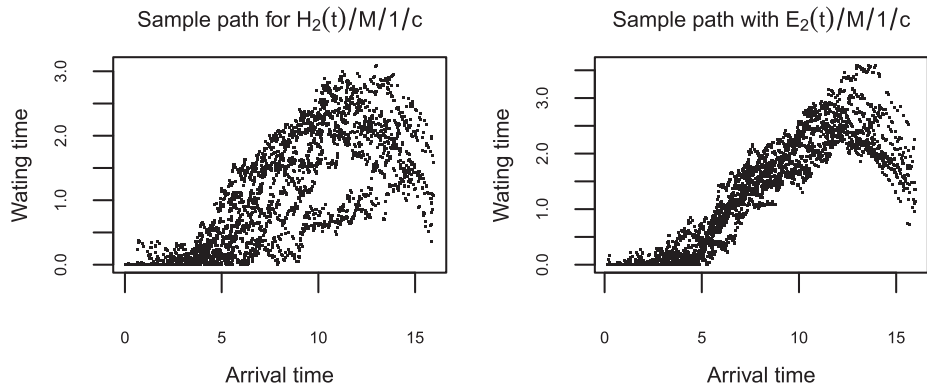 Sample path for H₂(t)/M/1/c
Wating time
3.0
2.0
1.0
0.0
0 5 10 15
Arrival time
Sample path with E₂(t)/M/1/c
Wating time
3.0
2.0
1.0
0.0
0 5 10 15
Arrival time